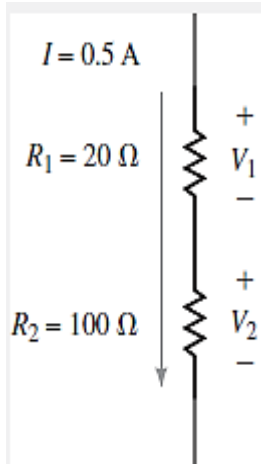 I = 0.5 A
+
R₁ = 20 Ω
V₁
−
+
R₂ = 100 Ω
V₂
−